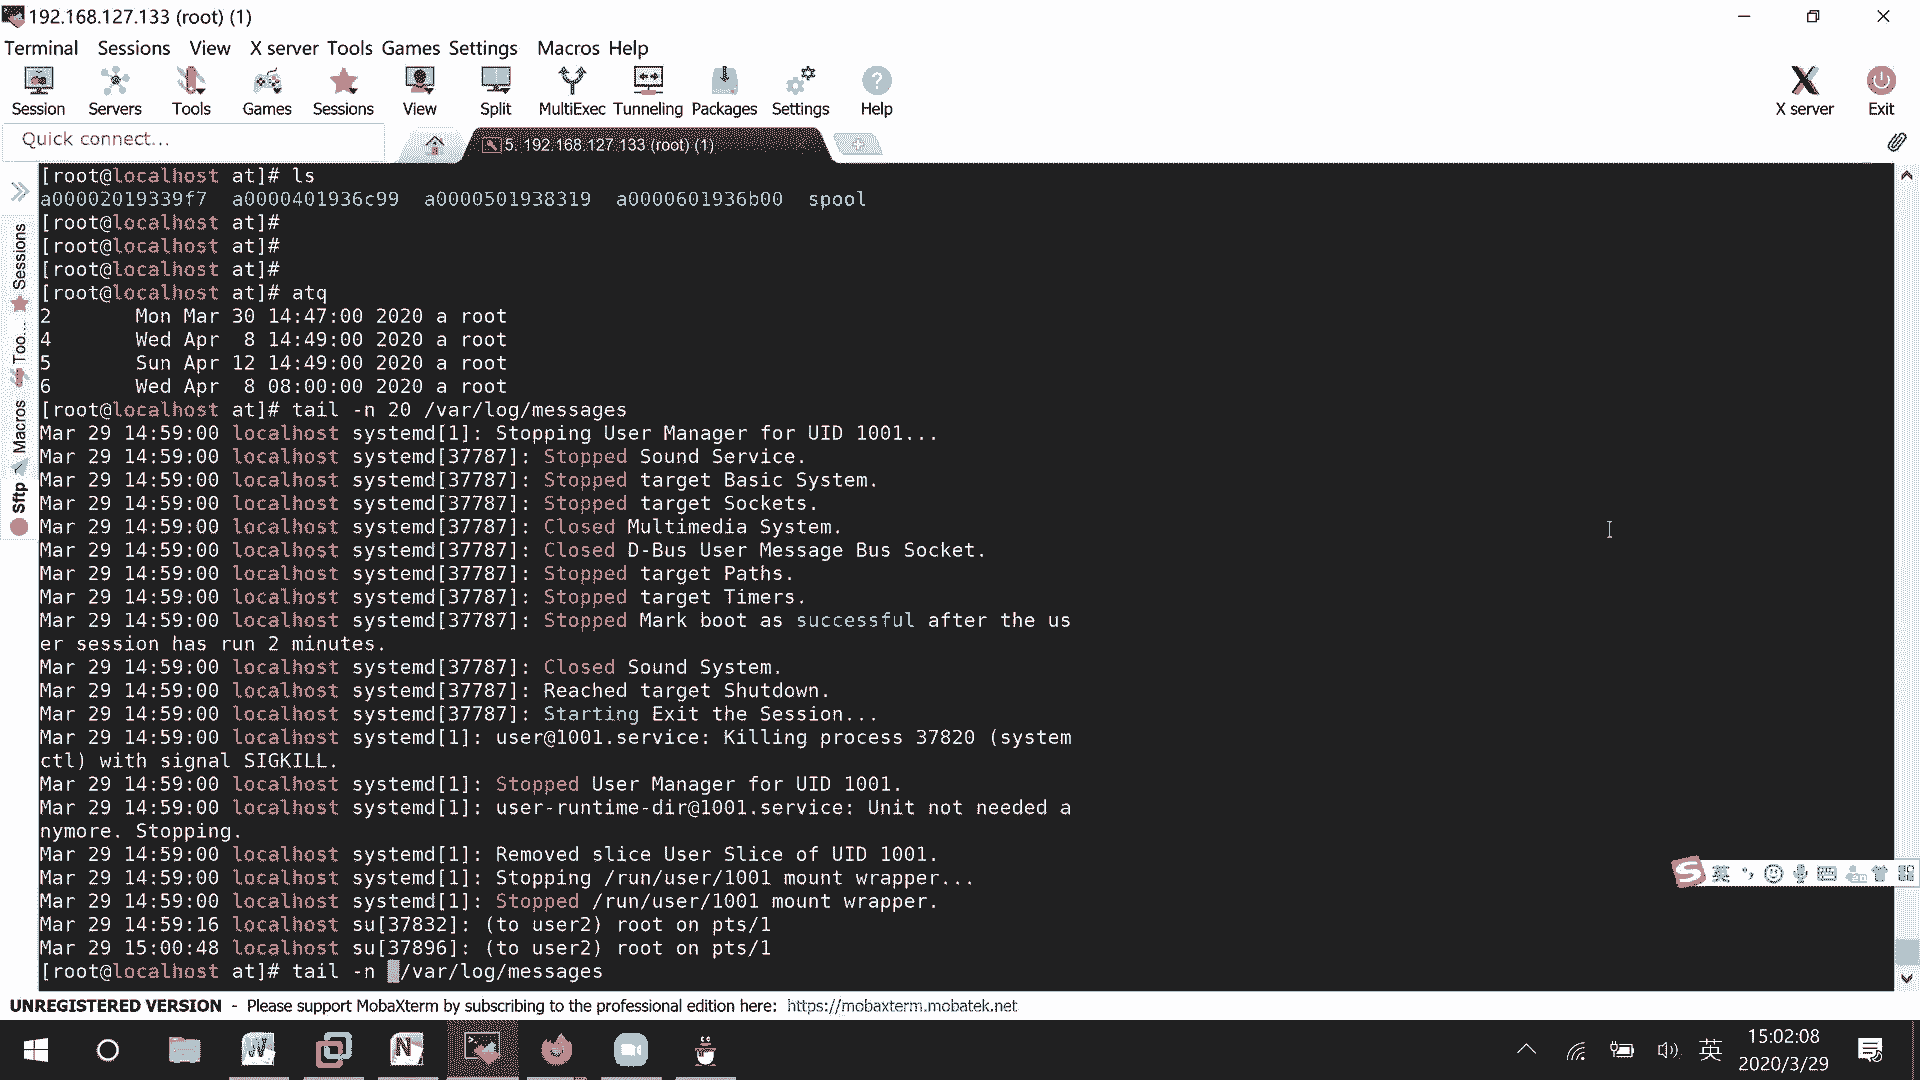 192.168.127.133 (root) (1)
Terminal Sessions View X server Tools Games Settings Macros Help
Session Servers Tools Games Sessions View Split MultiExec Tunneling Packages Settings Help X server Exit
Quick connect...
5. 192.168.127.133 (root) (1)
Sessions
Too...
Macros
Sftp
[root@localhost at]# ls
a00002019339f7 a0000401936c99 a0000501938319 a0000601936b00 spool
[root@localhost at]#
[root@localhost at]#
[root@localhost at]#
[root@localhost at]# atq
2 Mon Mar 30 14:47:00 2020 a root
4 Wed Apr 8 14:49:00 2020 a root
5 Sun Apr 12 14:49:00 2020 a root
6 Wed Apr 8 08:00:00 2020 a root
[root@localhost at]# tail -n 20 /var/log/messages
Mar 29 14:59:00 localhost systemd[1]: Stopping User Manager for UID 1001...
Mar 29 14:59:00 localhost systemd[37787]: Stopped Sound Service.
Mar 29 14:59:00 localhost systemd[37787]: Stopped target Basic System.
Mar 29 14:59:00 localhost systemd[37787]: Stopped target Sockets.
Mar 29 14:59:00 localhost systemd[37787]: Closed Multimedia System.
Mar 29 14:59:00 localhost systemd[37787]: Closed D-Bus User Message Bus Socket.
Mar 29 14:59:00 localhost systemd[37787]: Stopped target Paths.
Mar 29 14:59:00 localhost systemd[37787]: Stopped target Timers.
Mar 29 14:59:00 localhost systemd[37787]: Stopped Mark boot as successful after the us
er session has run 2 minutes.
Mar 29 14:59:00 localhost systemd[37787]: Closed Sound System.
Mar 29 14:59:00 localhost systemd[37787]: Reached target Shutdown.
Mar 29 14:59:00 localhost systemd[37787]: Starting Exit the Session...
Mar 29 14:59:00 localhost systemd[1]: user@1001.service: Killing process 37820 (system
ctl) with signal SIGKILL.
Mar 29 14:59:00 localhost systemd[1]: Stopped User Manager for UID 1001.
Mar 29 14:59:00 localhost systemd[1]: user-runtime-dir@1001.service: Unit not needed a
nymore. Stopping.
Mar 29 14:59:00 localhost systemd[1]: Removed slice User Slice of UID 1001.
Mar 29 14:59:00 localhost systemd[1]: Stopping /run/user/1001 mount wrapper...
Mar 29 14:59:00 localhost systemd[1]: Stopped /run/user/1001 mount wrapper.
Mar 29 14:59:16 localhost su[37832]: (to user2) root on pts/1
Mar 29 15:00:48 localhost su[37896]: (to user2) root on pts/1
[root@localhost at]# tail -n /var/log/messages
英
UNREGISTERED VERSION - Please support MobaXterm by subscribing to the professional edition here: https://mobaxterm.mobatek.net
英
15:02:08
2020/3/29